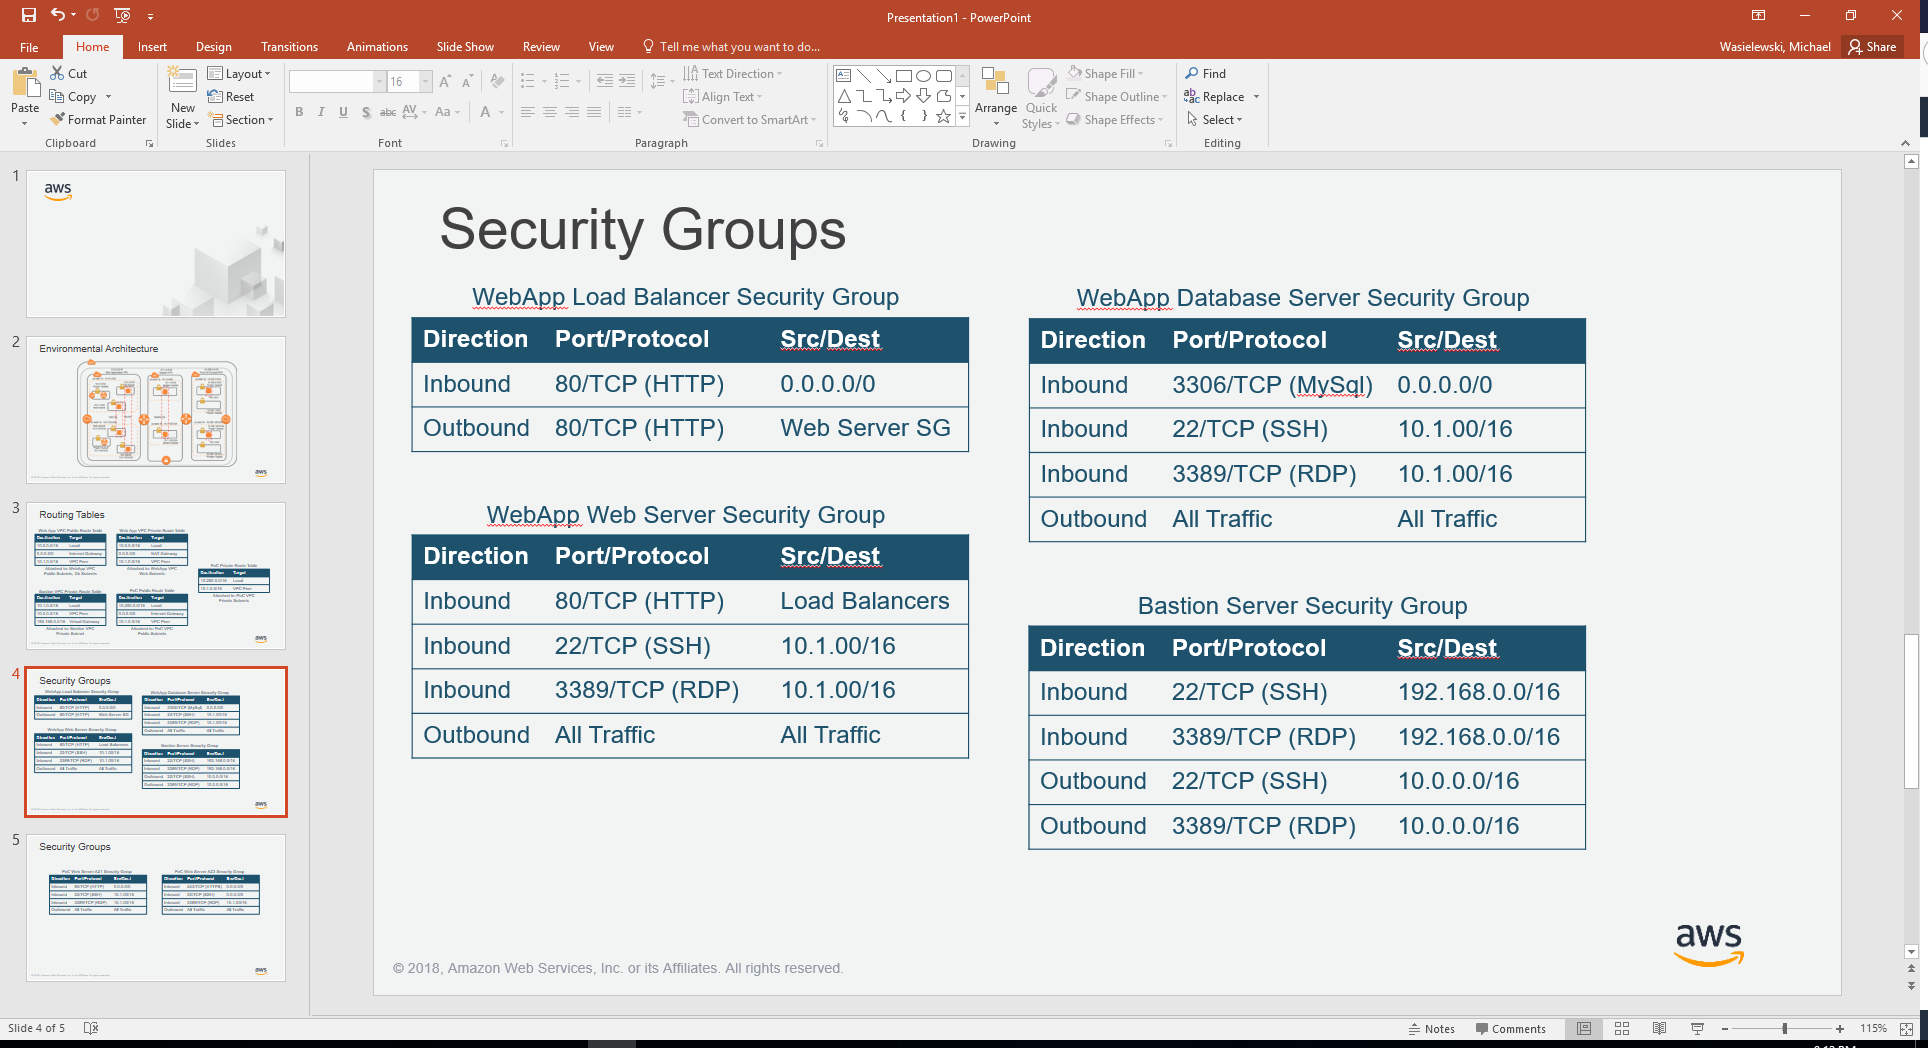 Presentation1 - PowerPoint
File Home Insert Design Transitions Animations Slide Show Review View Tell me what you want to do... Wasielewski, Michael Share
Paste
Cut
Copy
Format Painter
Clipboard
New Slide
Layout
Reset
Section
Slides
16
B I U S abc AV Aa A
Font
Text Direction
Align Text
Convert to SmartArt
Paragraph
Arrange
Quick Styles
Shape Fill
Shape Outline
Shape Effects
Drawing
Find
Replace
Select
Editing
1
aws
2
Environmental Architecture
aws
3
Routing Tables
aws
4
Security Groups
aws
5
Security Groups
aws
Security Groups
WebApp Load Balancer Security Group
Direction Port/Protocol Src/Dest
Inbound 80/TCP (HTTP) 0.0.0.0/0
Outbound 80/TCP (HTTP) Web Server SG
WebApp Web Server Security Group
Direction Port/Protocol Src/Dest
Inbound 80/TCP (HTTP) Load Balancers
Inbound 22/TCP (SSH) 10.1.00/16
Inbound 3389/TCP (RDP) 10.1.00/16
Outbound All Traffic All Traffic
WebApp Database Server Security Group
Direction Port/Protocol Src/Dest
Inbound 3306/TCP (MySql) 0.0.0.0/0
Inbound 22/TCP (SSH) 10.1.00/16
Inbound 3389/TCP (RDP) 10.1.00/16
Outbound All Traffic All Traffic
Bastion Server Security Group
Direction Port/Protocol Src/Dest
Inbound 22/TCP (SSH) 192.168.0.0/16
Inbound 3389/TCP (RDP) 192.168.0.0/16
Outbound 22/TCP (SSH) 10.0.0.0/16
Outbound 3389/TCP (RDP) 10.0.0.0/16
© 2018, Amazon Web Services, Inc. or its Affiliates. All rights reserved.
aws
Slide 4 of 5
Notes Comments 115%